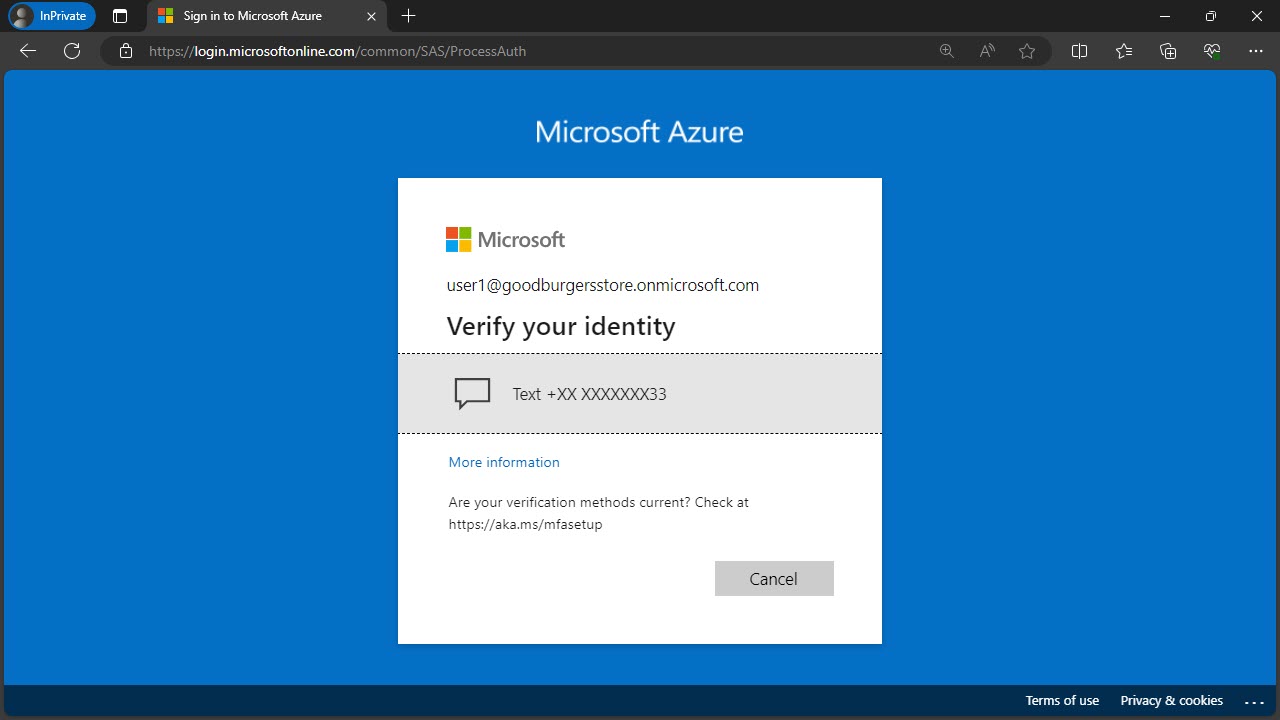 InPrivate
Sign in to Microsoft Azure
https://login.microsoftonline.com/common/SAS/ProcessAuth
Microsoft Azure
Microsoft
user1@goodburgersstore.onmicrosoft.com
Verify your identity
Text +XX XXXXXXX33
More information
Are your verification methods current? Check at
https://aka.ms/mfasetup
Cancel
Terms of use Privacy & cookies ...